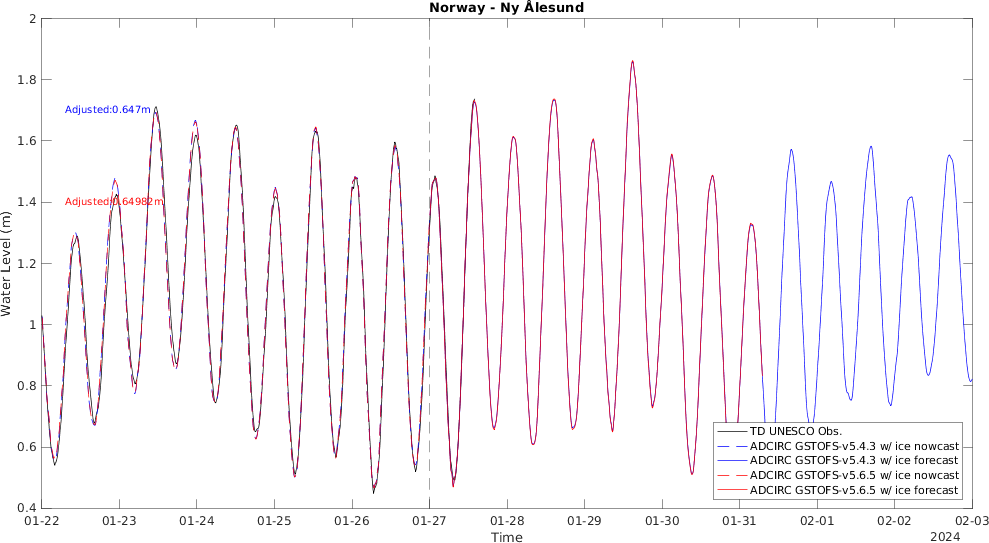 Norway - Ny Ålesund
2
1.8
1.6
1.4
1.2
1
0.8
0.6
0.4
Water Level (m)
Adjusted:0.647m
Adjusted:0.64982m
TD UNESCO Obs.
ADCIRC GSTOFS-v5.4.3 w/ ice nowcast
ADCIRC GSTOFS-v5.4.3 w/ ice forecast
ADCIRC GSTOFS-v5.6.5 w/ ice nowcast
ADCIRC GSTOFS-v5.6.5 w/ ice forecast
01-22 01-23 01-24 01-25 01-26 01-27 01-28 01-29 01-30 01-31 02-01 02-02 02-03
Time
2024